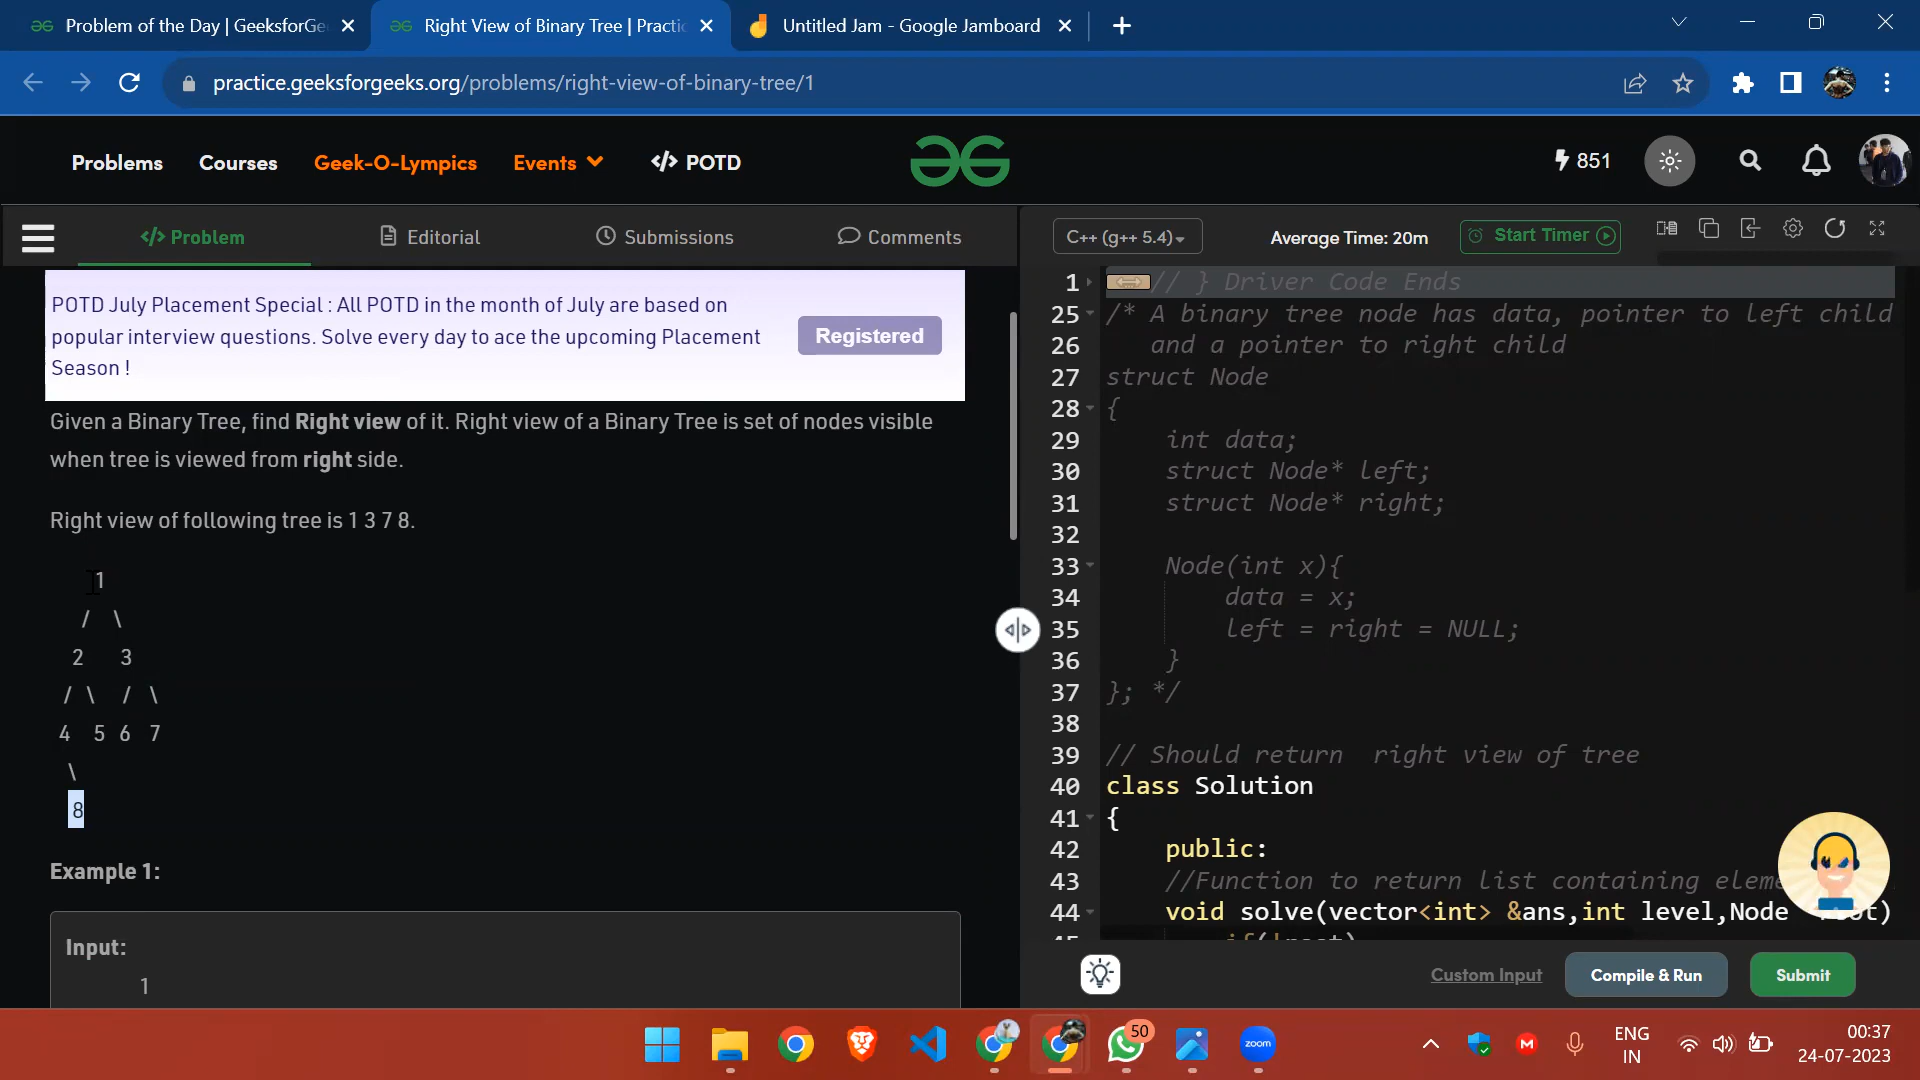 Problem of the Day | GeeksforGe
Right View of Binary Tree | Practi
Untitled Jam - Google Jamboard
practice.geeksforgeeks.org/problems/right-view-of-binary-tree/1
Problems
Courses
Geek-O-Lympics
Events
</> POTD
851
</> Problem
Editorial
Submissions
Comments
C++ (g++ 5.4)
Average Time: 20m
Start Timer
POTD July Placement Special : All POTD in the month of July are based on
popular interview questions. Solve every day to ace the upcoming Placement
Season !
Registered
Given a Binary Tree, find Right view of it. Right view of a Binary Tree is set of nodes visible
when tree is viewed from right side.
Right view of following tree is 1 3 7 8.
1
/ \
2 3
/ \ / \
4 5 6 7
\
8
Example 1:
Input:
1
1 // } Driver Code Ends
25 /* A binary tree node has data, pointer to left child
26 and a pointer to right child
27 struct Node
28 {
29 int data;
30 struct Node* left;
31 struct Node* right;
32
33 Node(int x){
34 data = x;
35 left = right = NULL;
36 }
37 }; */
38
39 // Should return right view of tree
40 class Solution
41 {
42 public:
43 //Function to return list containing
44 void solve(vector<int> &ans,int level,Node
Custom Input
Compile & Run
Submit
50
zoom
ENG
IN
00:37
24-07-2023